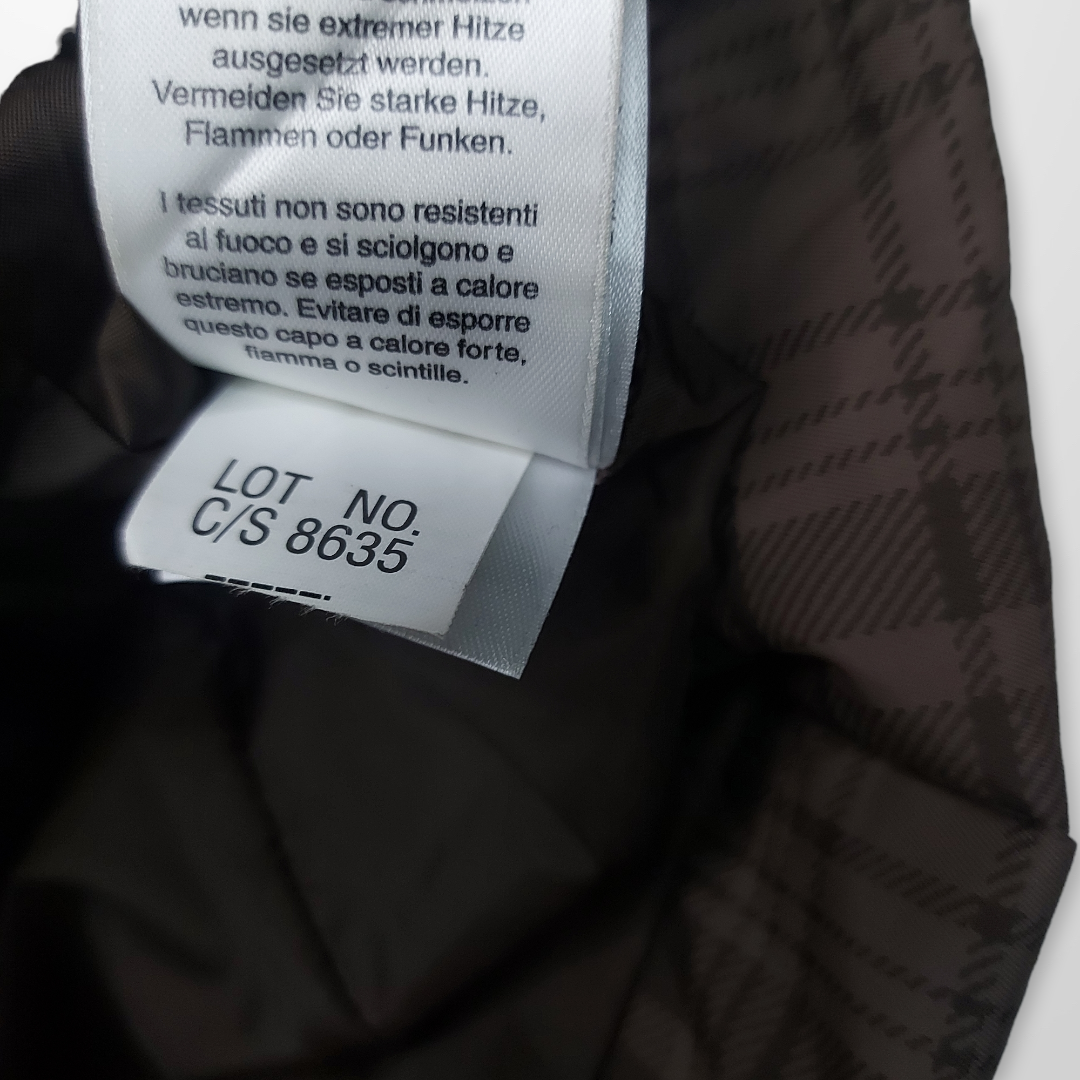 wenn sie extremer Hitze
ausgesetzt werden.
Vermeiden Sie starke Hitze,
Flammen oder Funken.
I tessuti non sono resistenti
al fuoco e si sciolgono e
bruciano se esposti a calore
estremo. Evitare di esporre
questo capo a calore forte,
fiamma o scintille.
LOT NO.
C/S 8635